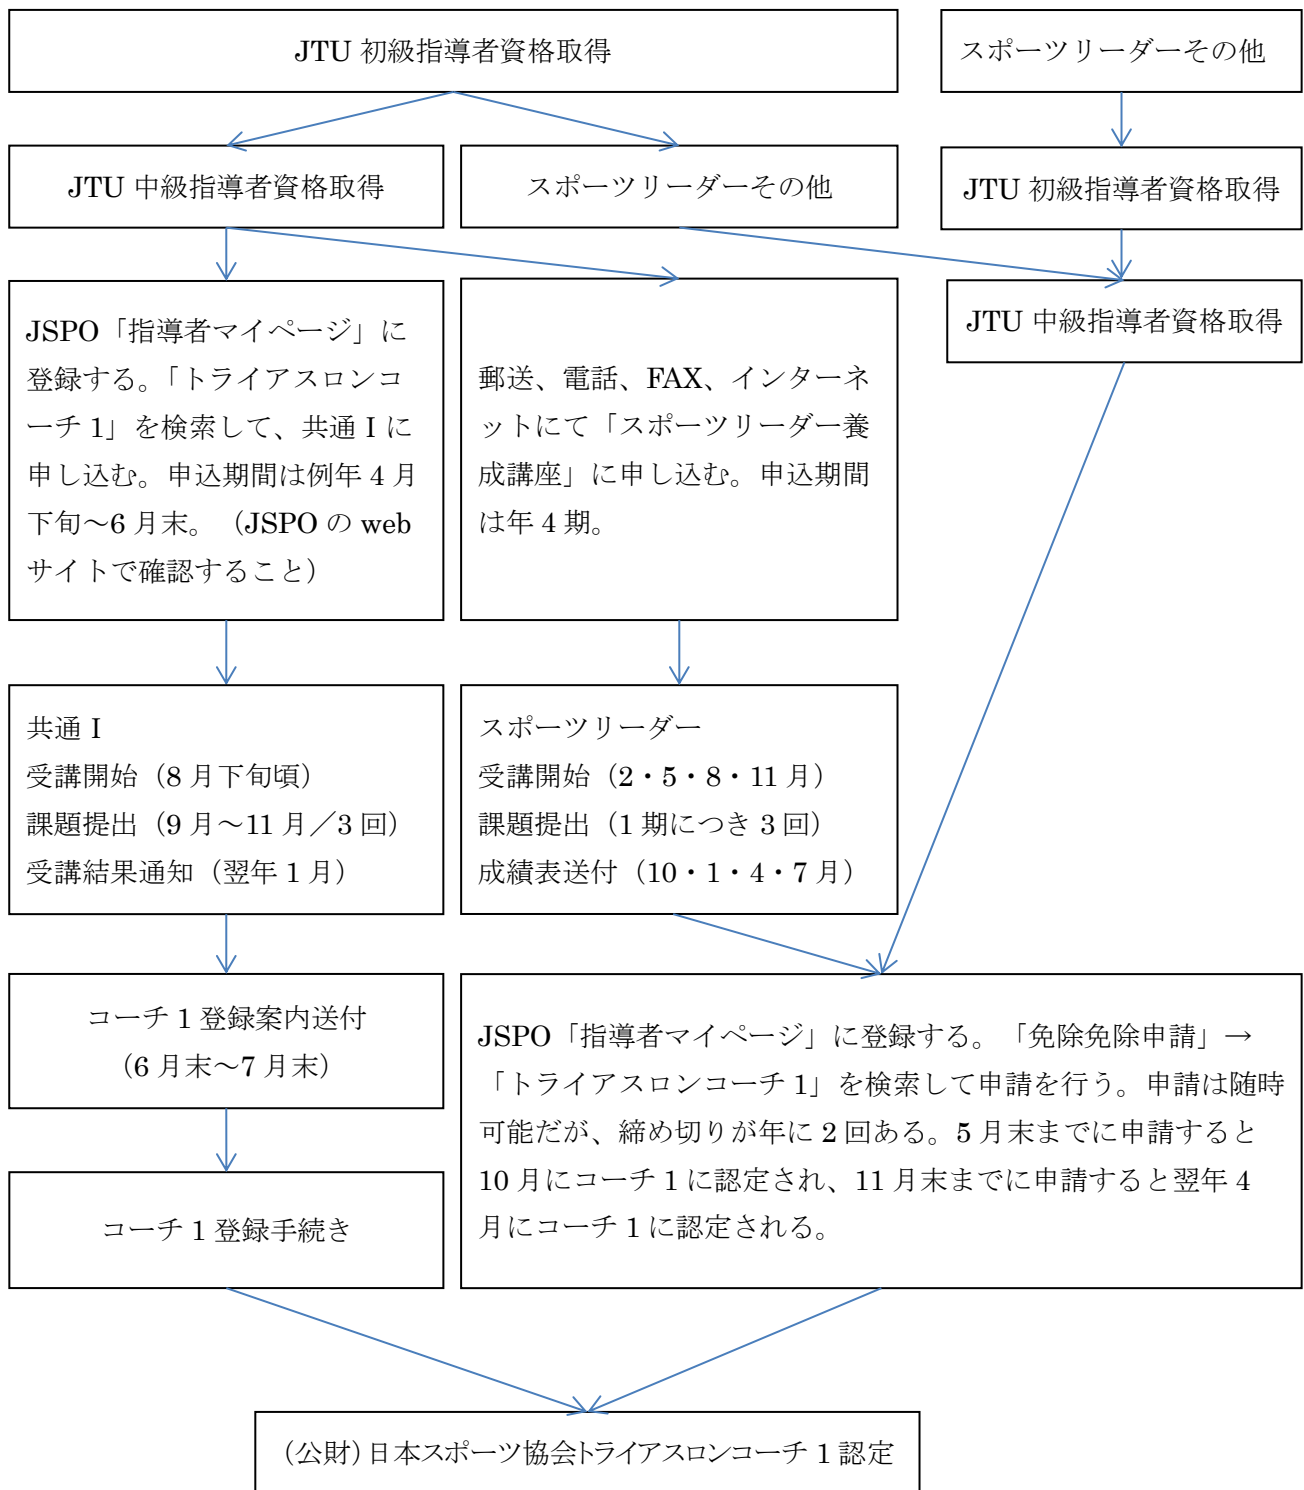 JTU 初級指導者資格取得
スポーツリーダーその他
JTU 中級指導者資格取得
スポーツリーダーその他
JTU 初級指導者資格取得
JSPO「指導者マイページ」に
登録する。「トライアスロンコ
ーチ 1」を検索して、共通 I に
申し込む。申込期間は例年 4 月
下旬～6 月末。（JSPO の web
サイトで確認すること）
郵送、電話、FAX、インターネ
ットにて「スポーツリーダー養
成講座」に申し込む。申込期間
は年 4 期。
JTU 中級指導者資格取得
共通 I
受講開始（8 月下旬頃）
課題提出（9 月～11 月／3 回）
受講結果通知（翌年 1 月）
スポーツリーダー
受講開始（2・5・8・11 月）
課題提出（1 期につき 3 回）
成績表送付（10・1・4・7 月）
コーチ 1 登録案内送付
（6 月末～7 月末）
JSPO「指導者マイページ」に登録する。「免除免除申請」→
「トライアスロンコーチ 1」を検索して申請を行う。申請は随時
可能だが、締め切りが年に 2 回ある。5 月末までに申請すると
10 月にコーチ 1 に認定され、11 月末までに申請すると翌年 4
月にコーチ 1 に認定される。
コーチ 1 登録手続き
（公財）日本スポーツ協会トライアスロンコーチ 1 認定